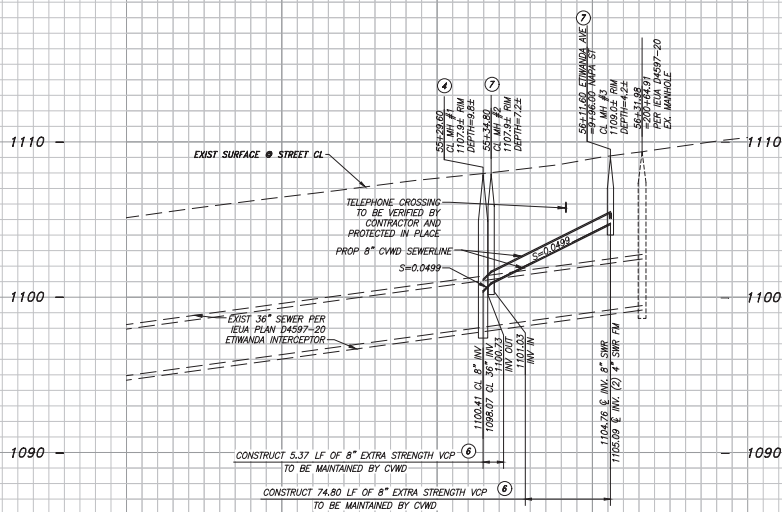 7
4
7
55+29.60
CL MH #1
1107.9± RIM
DEPTH=9.8±
55+34.80
CL MH #2
1107.9± RIM
DEPTH=7.2±
56+11.60 ETIWANDA AVE
=9+96.00 NAPA ST
CL MH #3
1109.0± RIM
DEPTH=4.2±
56+31.98
=200+64.91
PER IEUA D4597-20
EX. MANHOLE
1110
1110
EXIST SURFACE @ STREET CL
TELEPHONE CROSSING
TO BE VERIFIED BY
CONTRACTOR AND
PROTECTED IN PLACE
PROP 8" CVWD SEWERLINE
S=0.0499
S=0.0499
1100
1100
EXIST 36" SEWER PER
IEUA PLAN D4597-20
ETIWANDA INTERCEPTOR
1100.41 CL 8" INV
1098.07 CL 36" INV
1100.73
INV OUT
1101.03
INV IN
1104.76 ℄ INV. 8" SWR
1105.09 ℄ INV. (2) 4" SWR FM
1090
1090
CONSTRUCT 5.37 LF OF 8" EXTRA STRENGTH VCP 6
TO BE MAINTAINED BY CVWD
CONSTRUCT 74.80 LF OF 8" EXTRA STRENGTH VCP 6
TO BE MAINTAINED BY CVWD